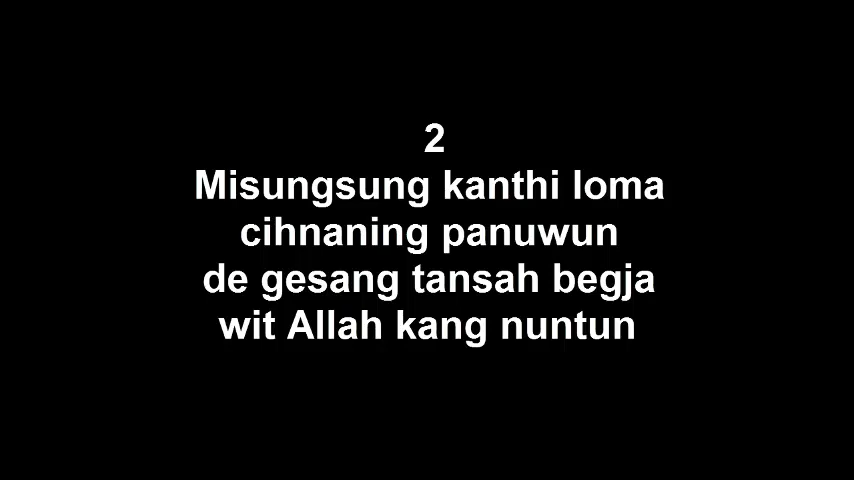 2
Misungsung kanthi loma
cihnaning panuwun
de gesang tansah begja
wit Allah kang nuntun